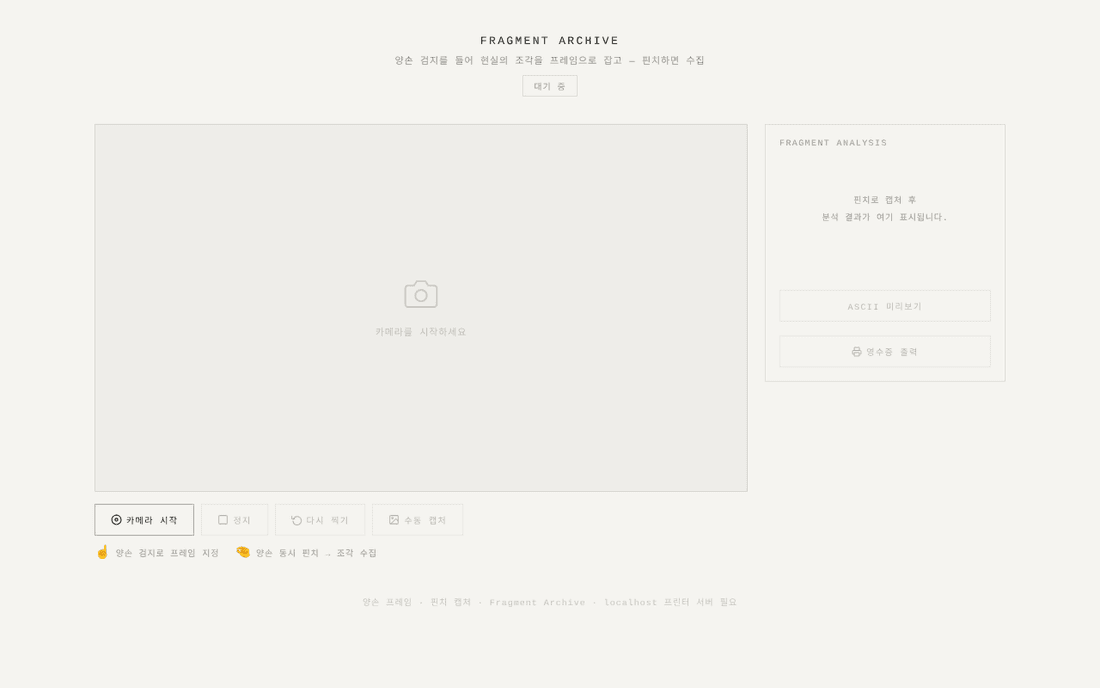 FRAGMENT ARCHIVE
양손 검지를 들어 현실의 조각을 프레임으로 잡고 — 핀치하면 수집
대기 중
카메라를 시작하세요
FRAGMENT ANALYSIS
핀치로 캡처 후
분석 결과가 여기 표시됩니다.
ASCII 미리보기
영수증 출력
카메라 시작
정지
다시 찍기
수동 캡처
☝ 양손 검지로 프레임 지정
🤏 양손 동시 핀치 → 조각 수집
양손 프레임 · 핀치 캡처 · Fragment Archive · localhost 프린터 서버 필요